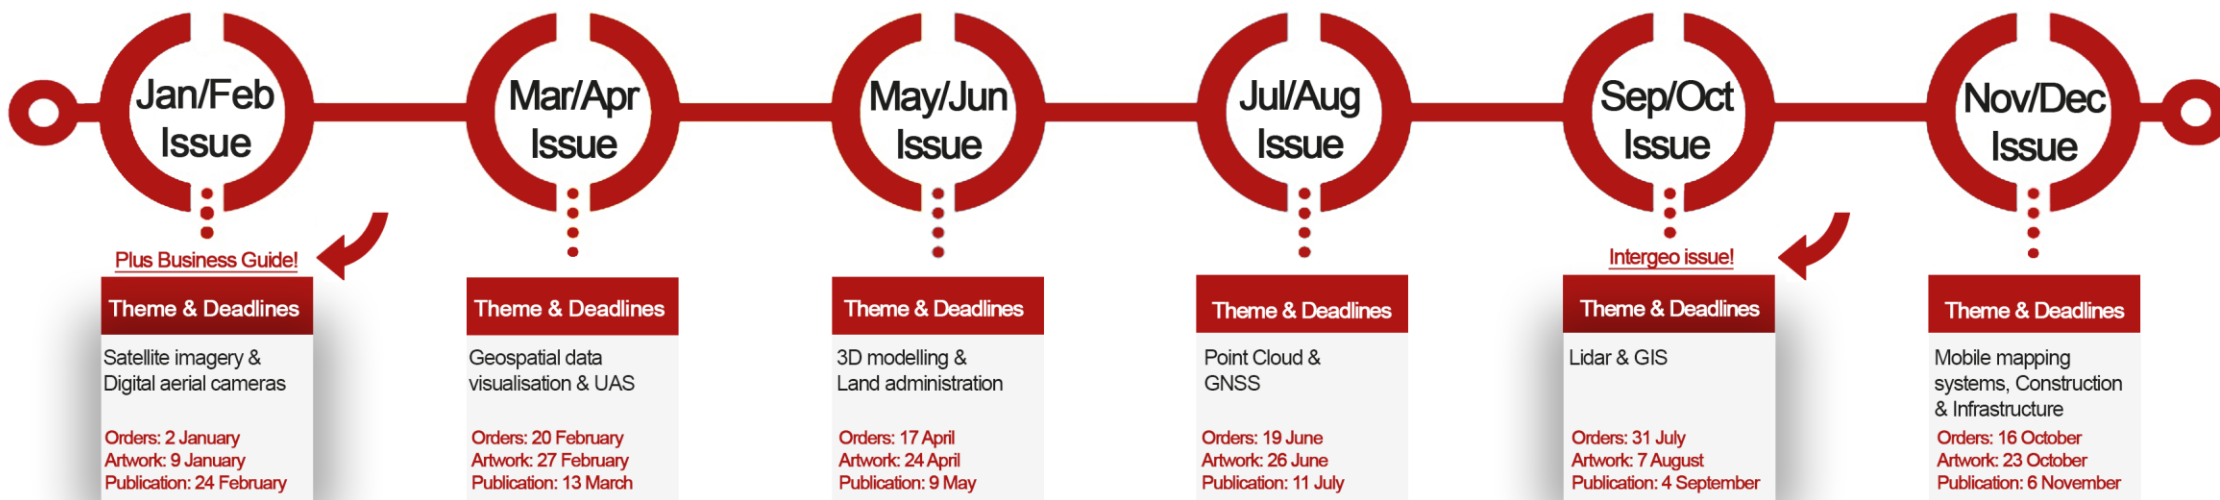 Jan/Feb
Issue
Plus Business Guide!
Theme & Deadlines
Satellite imagery &
Digital aerial cameras
Orders: 2 January
Artwork: 9 January
Publication: 24 February
Mar/Apr
Issue
Theme & Deadlines
Geospatial data
visualisation & UAS
Orders: 20 February
Artwork: 27 February
Publication: 13 March
May/Jun
Issue
Theme & Deadlines
3D modelling &
Land administration
Orders: 17 April
Artwork: 24 April
Publication: 9 May
Jul/Aug
Issue
Theme & Deadlines
Point Cloud &
GNSS
Orders: 19 June
Artwork: 26 June
Publication: 11 July
Sep/Oct
Issue
Intergeo issue!
Theme & Deadlines
Lidar & GIS
Orders: 31 July
Artwork: 7 August
Publication: 4 September
Nov/Dec
Issue
Theme & Deadlines
Mobile mapping
systems, Construction
& Infrastructure
Orders: 16 October
Artwork: 23 October
Publication: 6 November